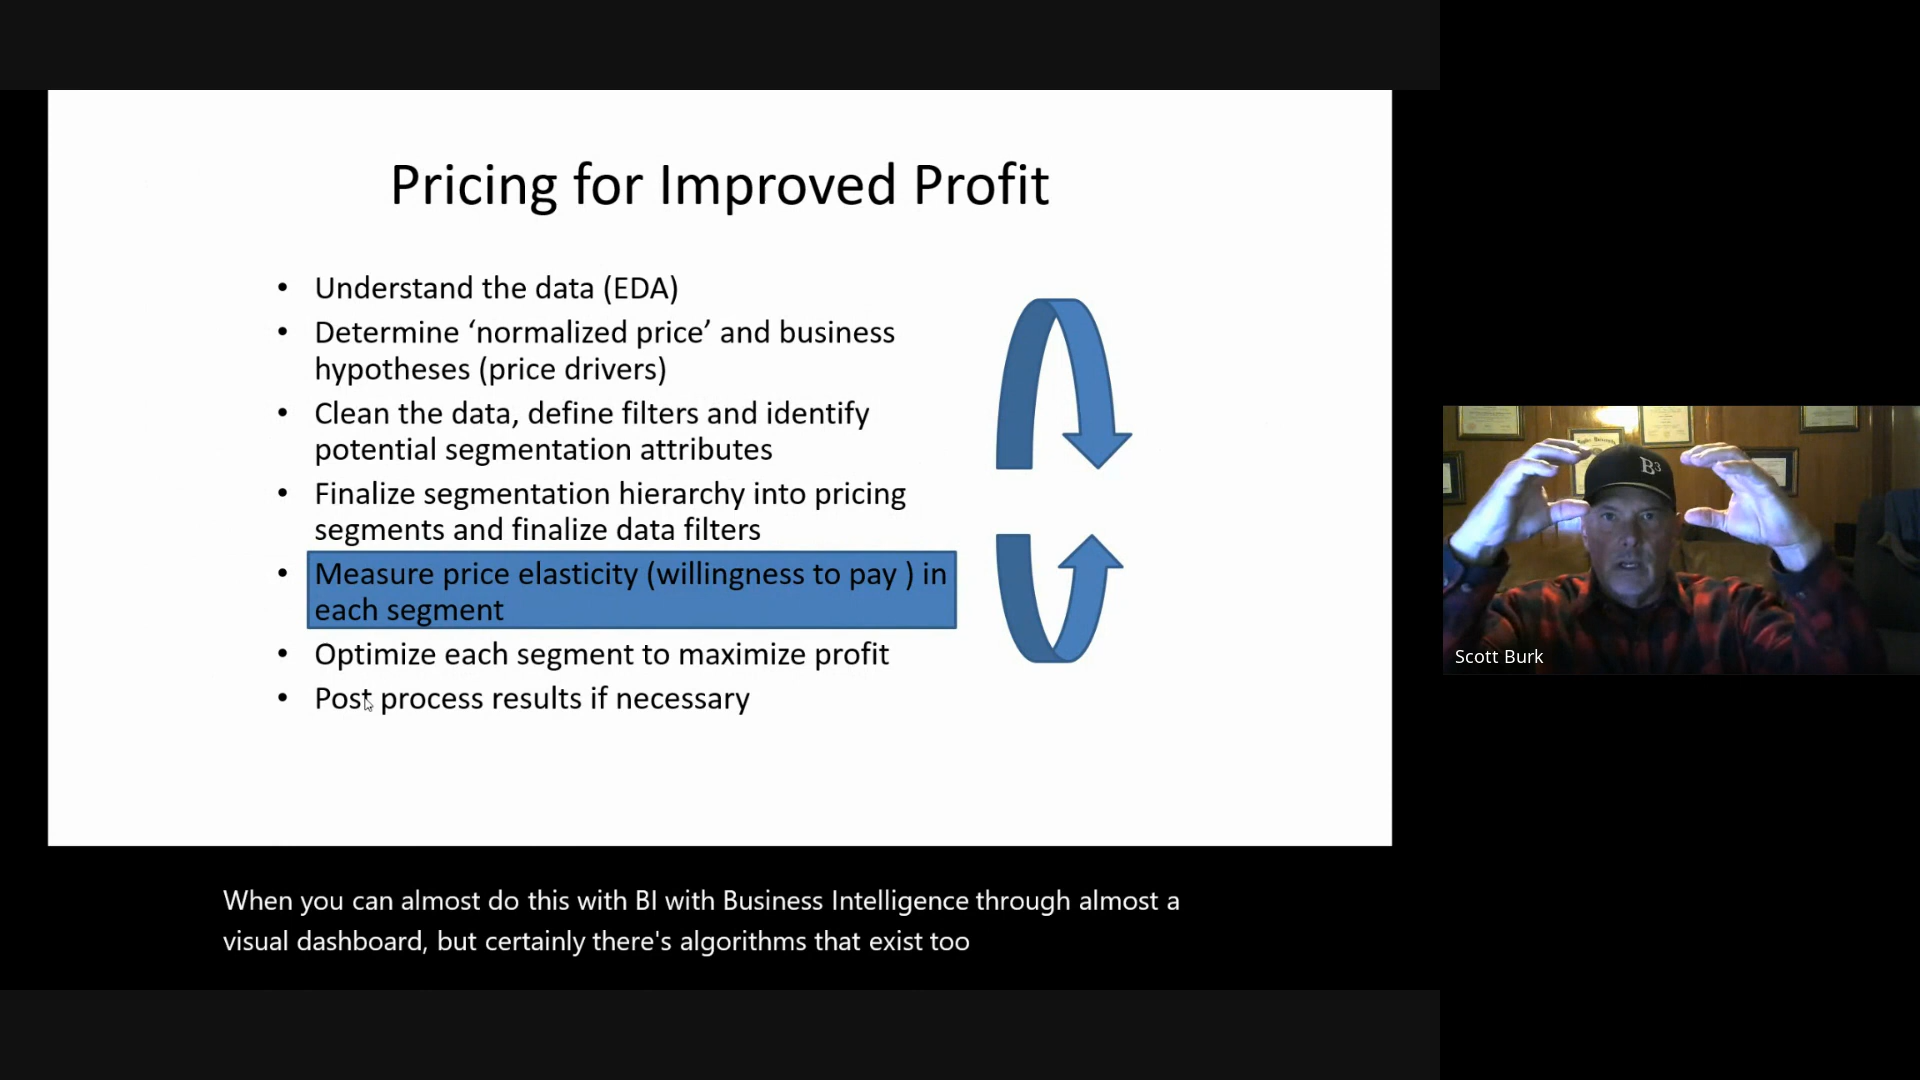 Pricing for Improved Profit
• Understand the data (EDA)
• Determine ‘normalized price’ and business
hypotheses (price drivers)
• Clean the data, define filters and identify
potential segmentation attributes
• Finalize segmentation hierarchy into pricing
segments and finalize data filters
• Measure price elasticity (willingness to pay ) in
each segment
• Optimize each segment to maximize profit
• Post process results if necessary
B³
Scott Burk
When you can almost do this with BI with Business Intelligence through almost a
visual dashboard, but certainly there's algorithms that exist too